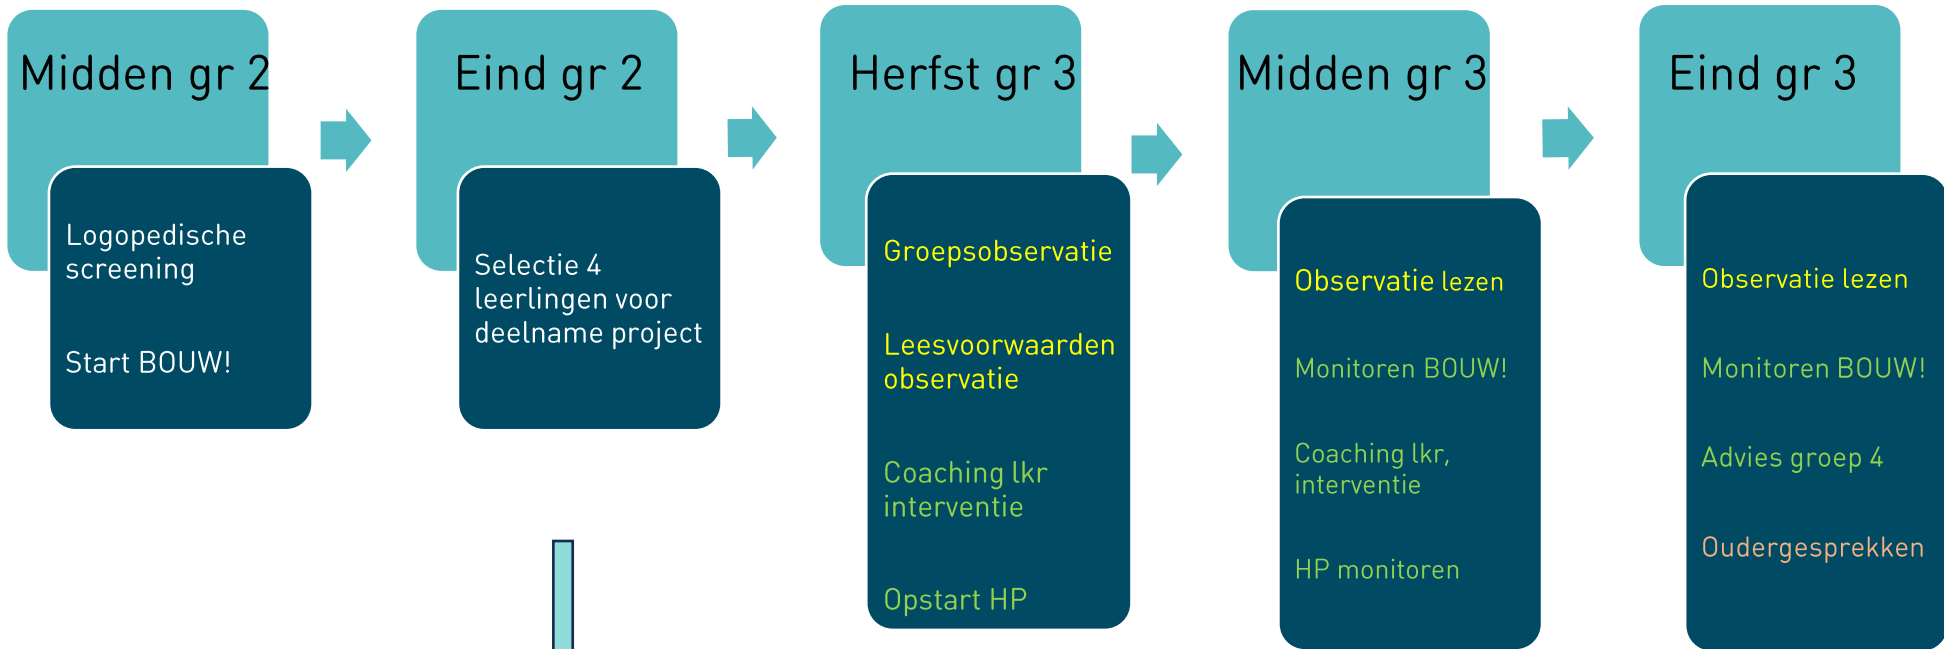 Midden gr 2
Logopedische
screening
Start BOUW!
Eind gr 2
Selectie 4
leerlingen voor
deelname project
Herfst gr 3
Groepsobservatie
Leesvoorwaarden
observatie
Coaching lkr
interventie
Opstart HP
Midden gr 3
Observatie lezen
Monitoren BOUW!
Coaching lkr,
interventie
HP monitoren
Eind gr 3
Observatie lezen
Monitoren BOUW!
Advies groep 4
Oudergesprekken